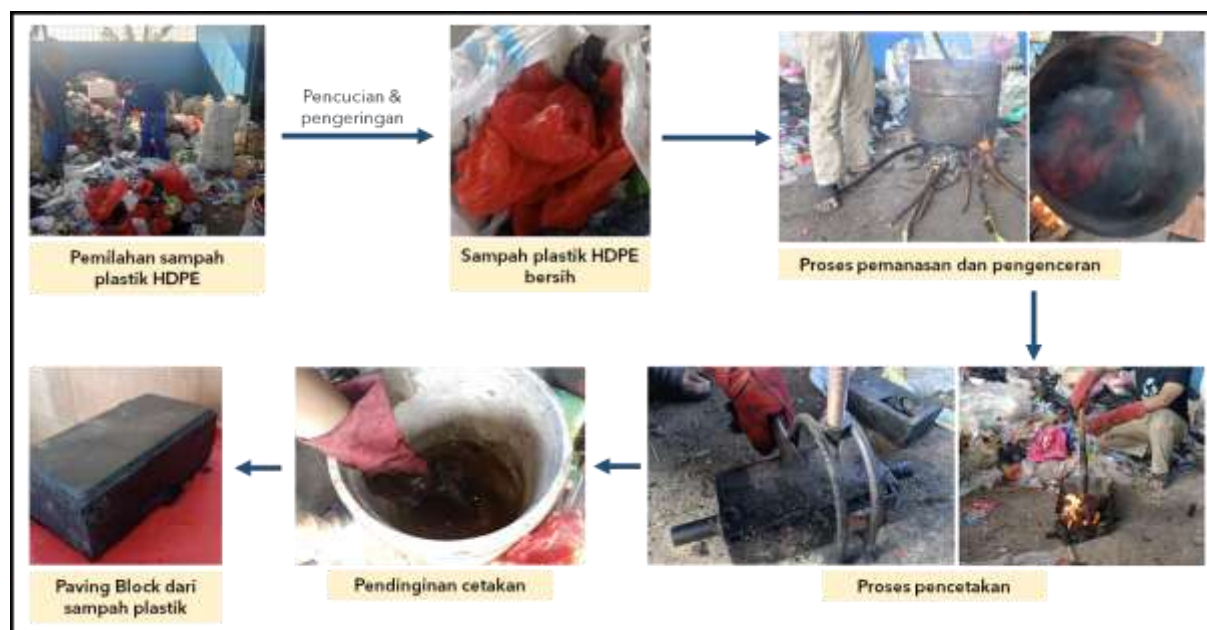 Pencucian &
pengeringan
Pemilahan sampah
plastik HDPE
Sampah plastik HDPE
bersih
Proses pemanasan dan pengenceran
Paving Block dari
sampah plastik
Pendinginan cetakan
Proses pencetakan